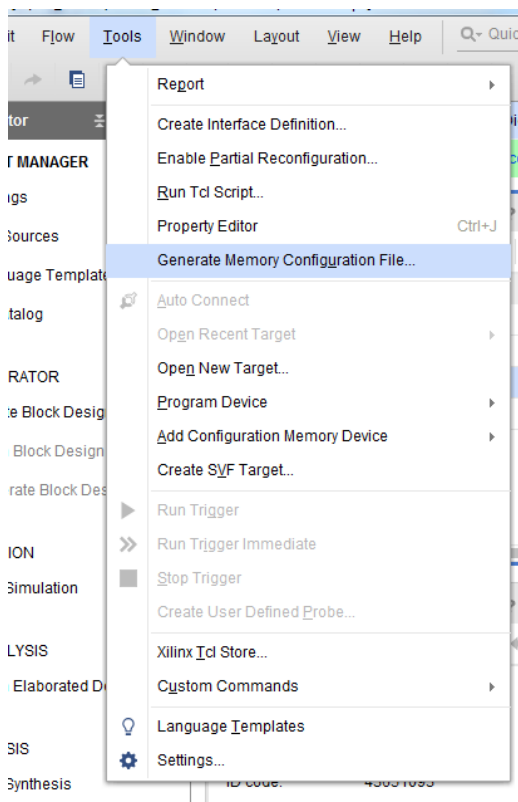 it Flow Tools Window Layout View Help Quic
Report
tor
Create Interface Definition...
T MANAGER
Enable Partial Reconfiguration...
ngs
Run Tcl Script...
Property Editor Ctrl+J
Sources
Generate Memory Configuration File...
uage Template
Auto Connect
talog
Open Recent Target
Open New Target...
RATOR
Program Device
te Block Desig
Add Configuration Memory Device
Block Design
Create SVF Target...
rate Block Des
Run Trigger
Run Trigger Immediate
ION
Stop Trigger
Simulation
Create User Defined Probe...
Xilinx Tcl Store...
LYSIS
Custom Commands
Elaborated D
Language Templates
SIS
Settings...
Synthesis
ID code: